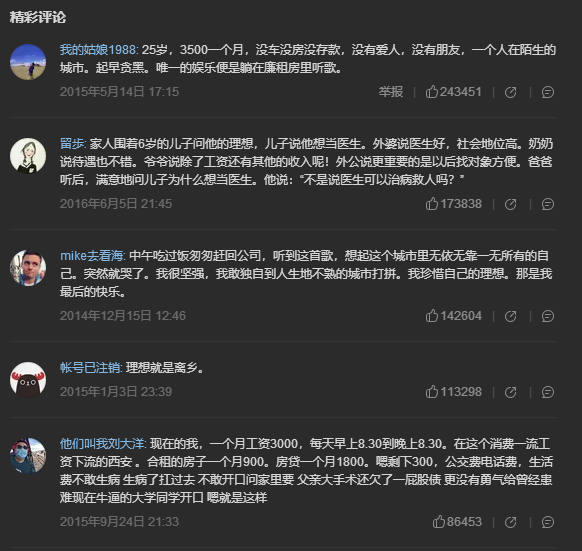 精彩评论
我的姑娘1988: 25岁，3500一个月，没车没房没存款，没有爱人，没有朋友，一个人在陌生的
城市。起早贪黑。唯一的娱乐便是躺在廉租房里听歌。
2015年5月14日 17:15 举报 243451
留步: 家人围着6岁的儿子问他的理想，儿子说他想当医生。外婆说医生好，社会地位高。奶奶
说待遇也不错。爷爷说除了工资还有其他的收入呢！外公说更重要的是以后找对象方便。爸爸
听后，满意地问儿子为什么想当医生。他说：“不是说医生可以治病救人吗？”
2016年6月5日 21:45 173838
mike去看海: 中午吃过饭匆匆赶回公司，听到这首歌，想起这个城市里无依无靠一无所有的自
己。突然就哭了。我很坚强，我敢独自到人生地不熟的城市打拼。我珍惜自己的理想。那是我
最后的快乐。
2014年12月15日 12:46 142604
帐号已注销: 理想就是离乡。
2015年1月3日 23:39 113298
他们叫我刘大洋: 现在的我，一个月工资3000，每天早上8.30到晚上8.30。在这个消费一流工
资下流的西安 。合租的房子一个月900。房贷一个月1800。嗯剩下300，公交费电话费，生活
费不敢生病 生病了扛过去 不敢开口问家里要 父亲大手术还欠了一屁股债 更没有勇气给曾经患
难现在牛逼的大学同学开口 嗯就是这样
2015年9月24日 21:33 86453